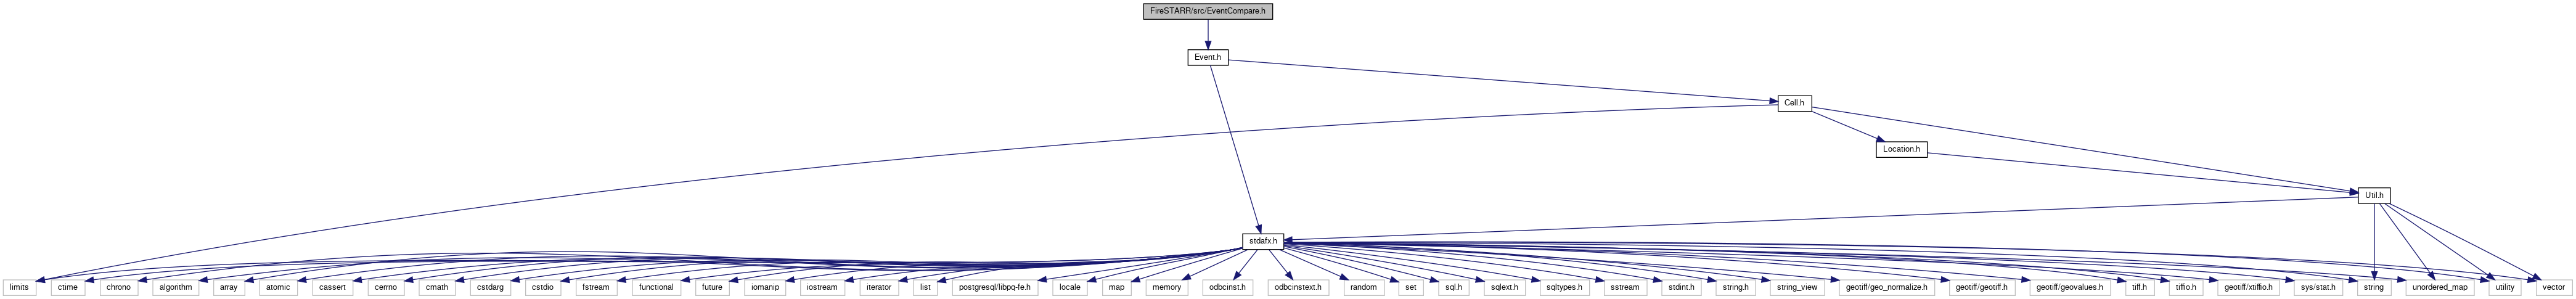 FireSTARR/src/EventCompare.h
Event.h
Cell.h
Location.h
Util.h
stdafx.h
limits
ctime
chrono
algorithm
array
atomic
cassert
cerrno
cmath
cstdarg
cstdio
fstream
functional
future
iomanip
iostream
iterator
list
postgresql/libpq-fe.h
locale
map
memory
odbcinst.h
odbcinstext.h
random
set
sql.h
sqlext.h
sqltypes.h
sstream
stdint.h
string.h
string_view
geotiff/geo_normalize.h
geotiff/geotiff.h
geotiff/geovalues.h
tiff.h
tiffio.h
geotiff/xtiffio.h
sys/stat.h
string
unordered_map
utility
vector